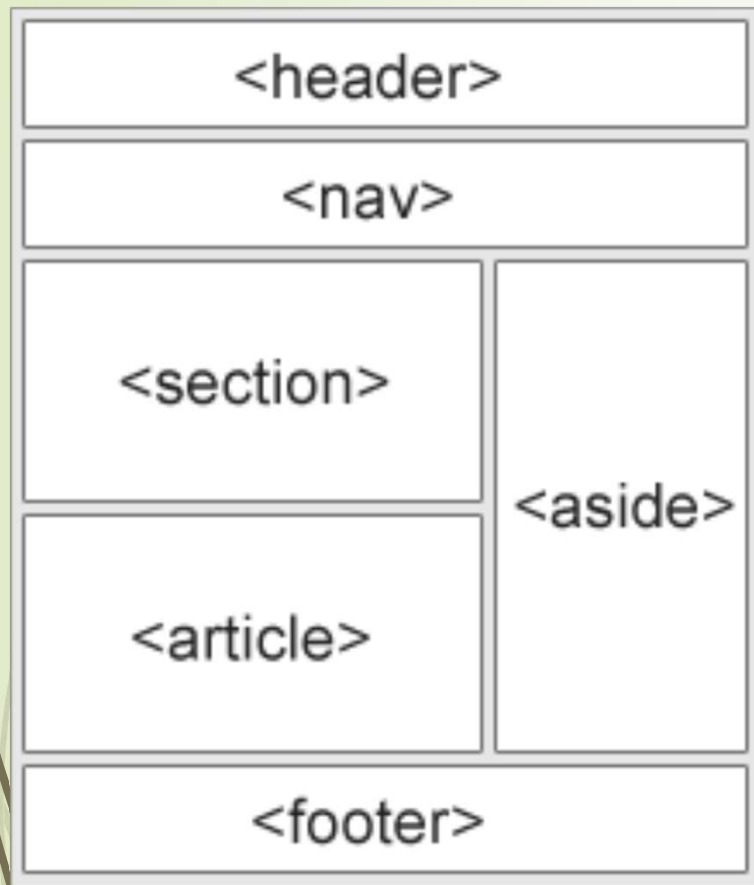 <header>
<nav>
<section>
<aside>
<article>
<footer>